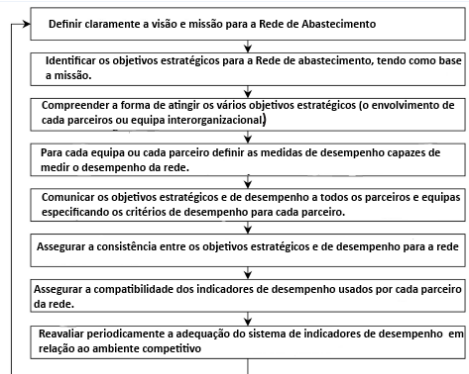 Definir claramente a visão e missão para a Rede de Abastecimento
Identificar os objetivos estratégicos para a Rede de abastecimento, tendo como base
a missão.
Compreender a forma de atingir os vários objetivos estratégicos (o envolvimento de
cada parceiros ou equipa interorganizacional)
Para cada equipa ou cada parceiro definir as medidas de desempenho capazes de
medir o desempenho da rede.
Comunicar os objetivos estratégicos e de desempenho a todos os parceiros e equipas
especificando os critérios de desempenho para cada parceiro.
Assegurar a consistência entre os objetivos estratégicos e de desempenho para a rede
Assegurar a compatibilidade dos indicadores de desempenho usados por cada parceiro
da rede.
Reavaliar periodicamente a adequação do sistema de indicadores de desempenho em
relação ao ambiente competitivo